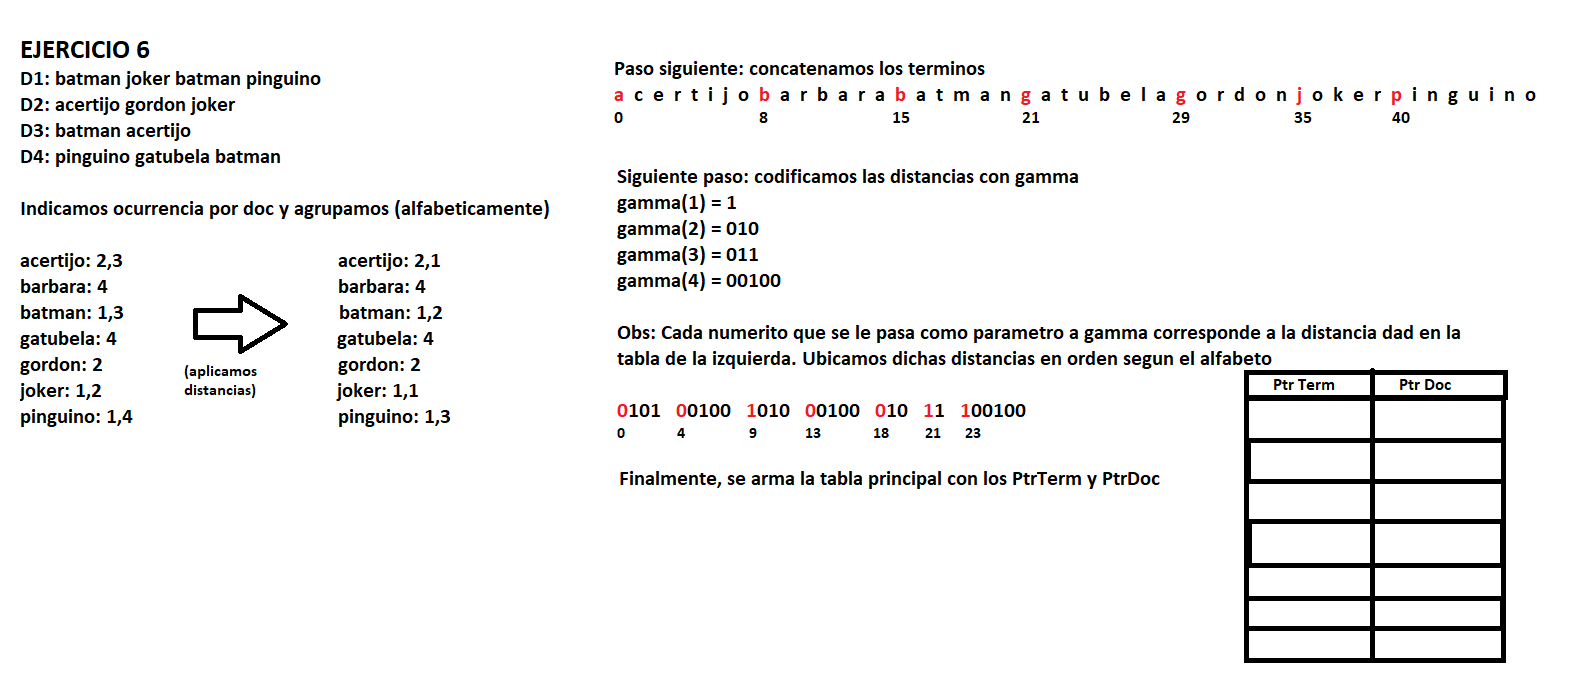 EJERCICIO 6
D1: batman joker batman pinguino
D2: acertijo gordon joker
D3: batman acertijo
D4: pinguino gatubela batman
Indicamos ocurrencia por doc y agrupamos (alfabeticamente)
acertijo: 2,3
barbara: 4
batman: 1,3
gatubela: 4
gordon: 2
joker: 1,2
pinguino: 1,4
(aplicamos
distancias)
acertijo: 2,1
barbara: 4
batman: 1,2
gatubela: 4
gordon: 2
joker: 1,1
pinguino: 1,3
Paso siguiente: concatenamos los terminos
a c e r t i j o b a r b a r a b a t m a n g a t u b e l a g o r d o n j o k e r p i n g u i n o
0 8 15 21 29 35 40
Siguiente paso: codificamos las distancias con gamma
gamma(1) = 1
gamma(2) = 010
gamma(3) = 011
gamma(4) = 00100
Obs: Cada numerito que se le pasa como parametro a gamma corresponde a la distancia dad en la
tabla de la izquierda. Ubicamos dichas distancias en orden segun el alfabeto
0101 00100 1010 00100 010 11 100100
0 4 9 13 18 21 23
Finalmente, se arma la tabla principal con los PtrTerm y PtrDoc
Ptr Term Ptr Doc